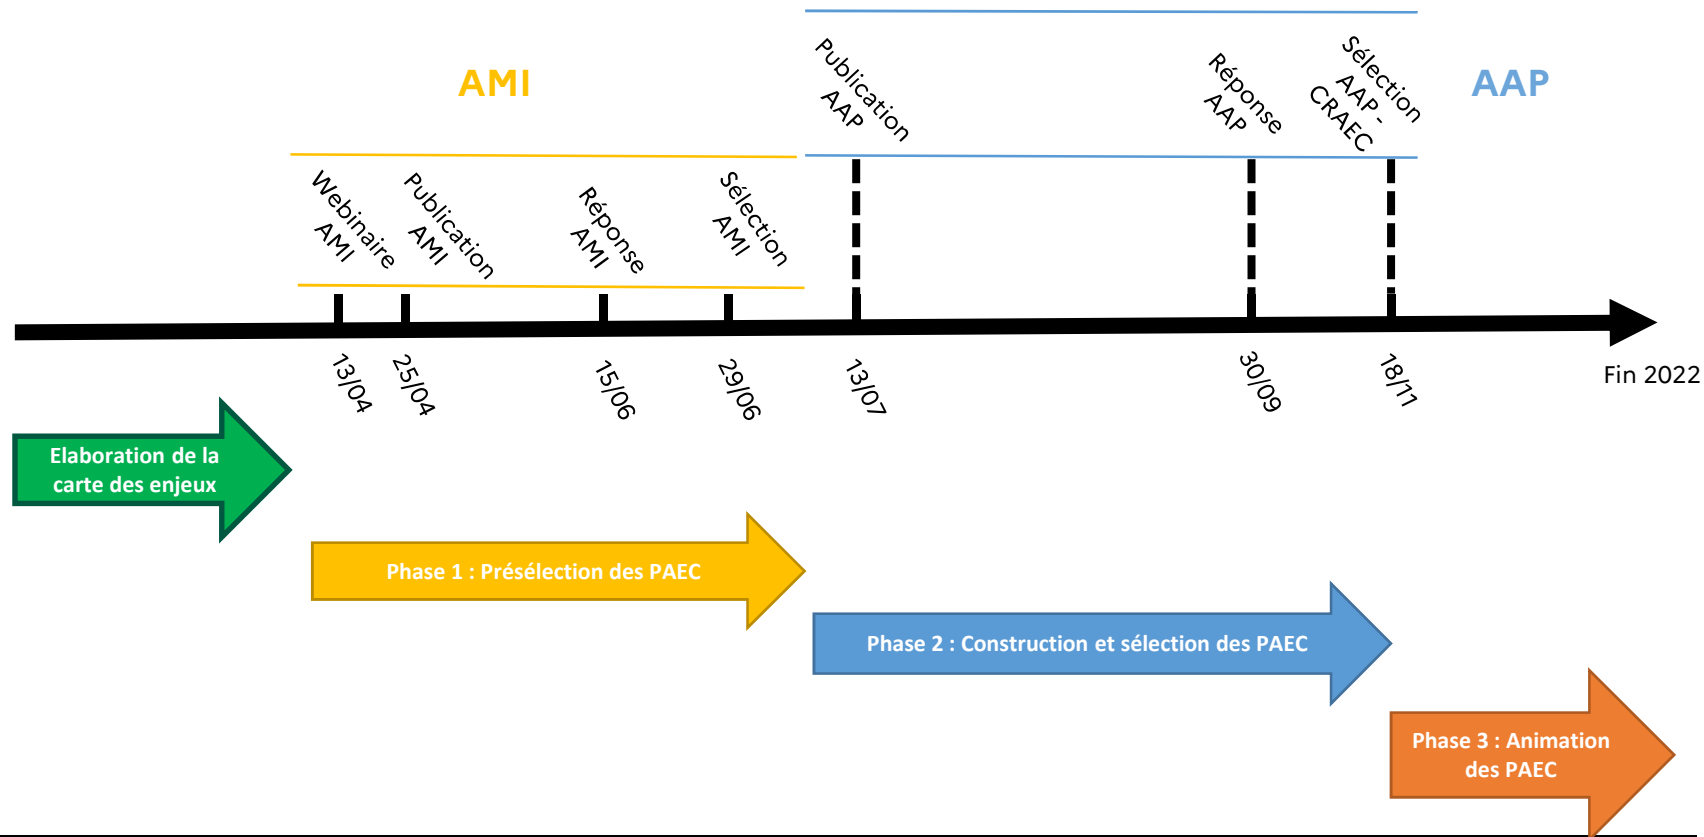 AMI
AAP
Webinaire
AMI
Publication
AMI
Réponse
AMI
Sélection
AMI
Publication
AAP
Réponse
AAP
Sélection
AAP -
CRAEC
13/04
25/04
15/06
29/06
13/07
30/09
18/11
Fin 2022
Elaboration de la
carte des enjeux
Phase 1 : Présélection des PAEC
Phase 2 : Construction et sélection des PAEC
Phase 3 : Animation
des PAEC